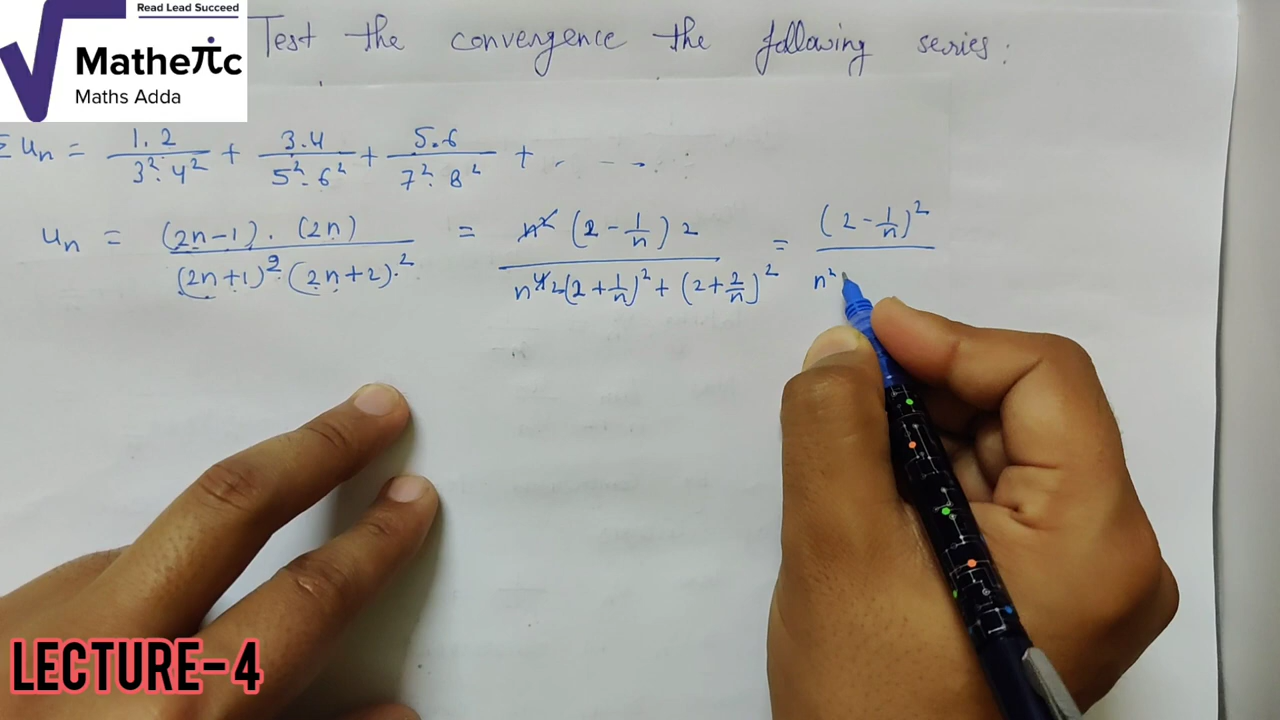 Read Lead Succeed
Matheπc
Maths Adda
Test the convergence the following series:
Σ uₙ = 1.2 / 3².4² + 3.4 / 5².6² + 5.6 / 7².8² + . - - . .
uₙ = (2n-1).(2n) / (2n+1)²(2n+2).² = n² (2 - 1/n) 2 / n⁴² (2 + 1/n)² + (2 + 2/n)² = (2 - 1/n)² / n²
LECTURE-4